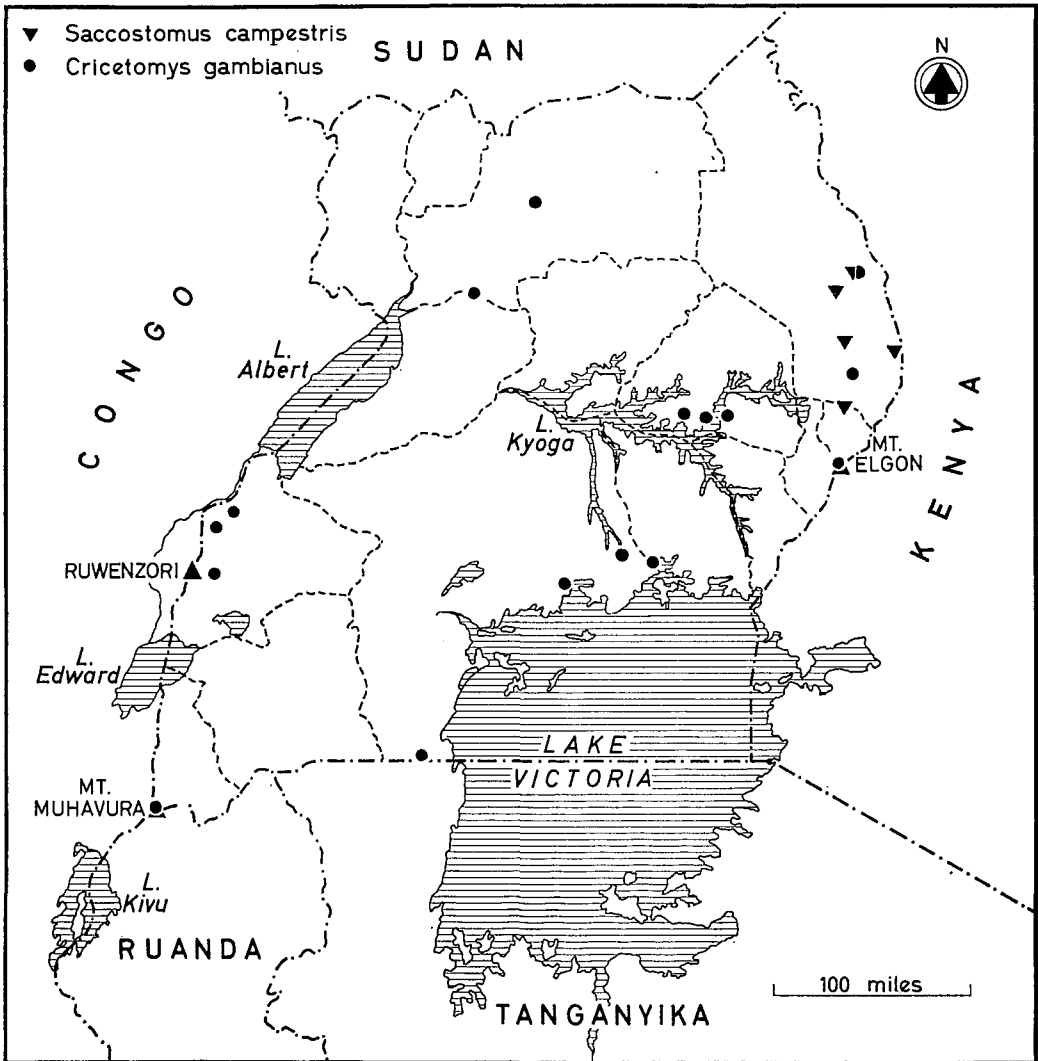 Saccostomus campestris
Cricetomys gambianus
SUDAN
N
CONGO
L.
Albert
L.
Kyoga
MT.
ELGON
KENYA
RUWENZORI
L.
Edward
LAKE
VICTORIA
MT.
MUHAVURA
L.
Kivu
RUANDA
100 miles
TANGANYIKA